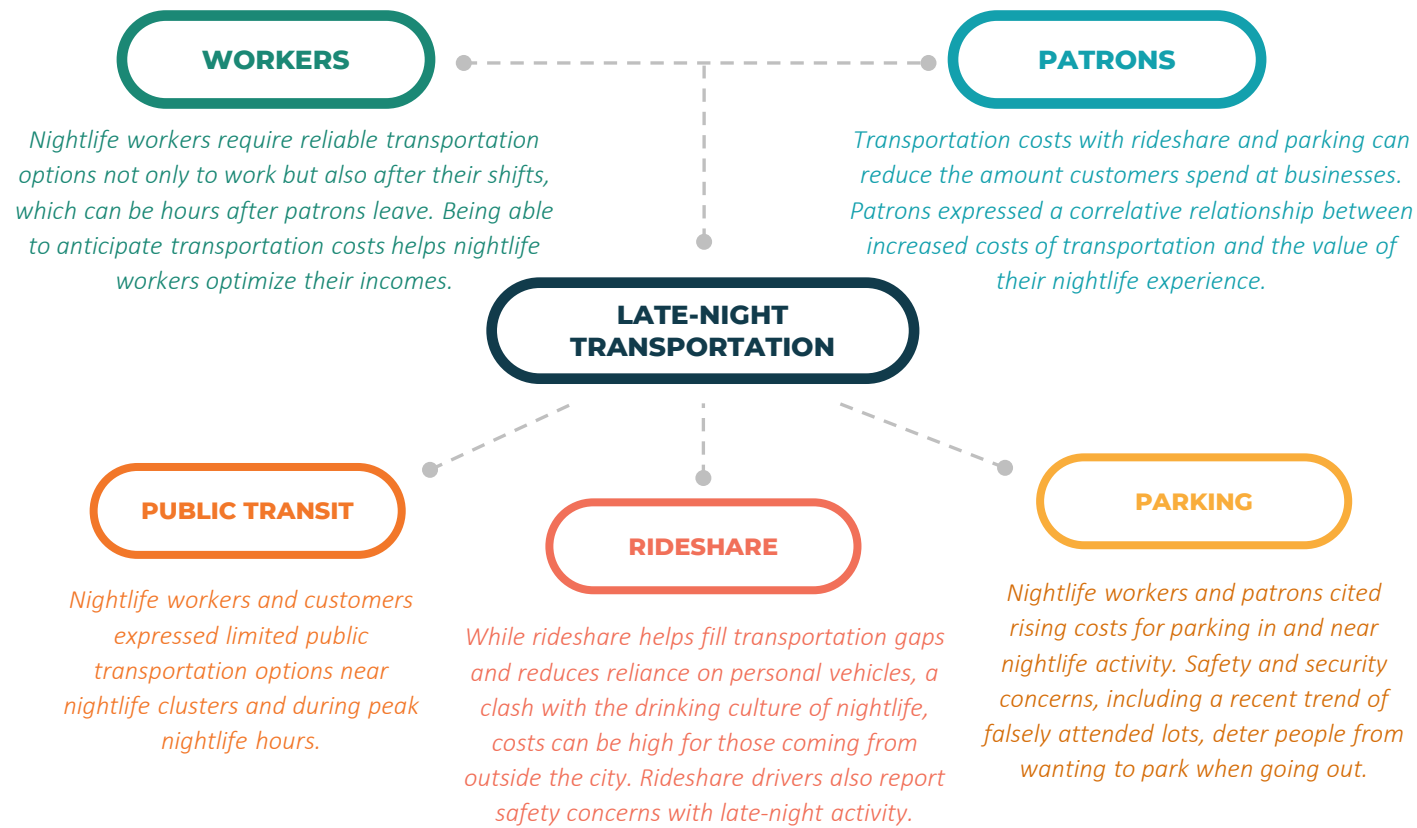 WORKERS
Nightlife workers require reliable transportation
options not only to work but also after their shifts,
which can be hours after patrons leave. Being able
to anticipate transportation costs helps nightlife
workers optimize their incomes.
PATRONS
Transportation costs with rideshare and parking can
reduce the amount customers spend at businesses.
Patrons expressed a correlative relationship between
increased costs of transportation and the value of
their nightlife experience.
LATE-NIGHT
TRANSPORTATION
PUBLIC TRANSIT
Nightlife workers and customers
expressed limited public
transportation options near
nightlife clusters and during peak
nightlife hours.
RIDESHARE
While rideshare helps fill transportation gaps
and reduces reliance on personal vehicles, a
clash with the drinking culture of nightlife,
costs can be high for those coming from
outside the city. Rideshare drivers also report
safety concerns with late-night activity.
PARKING
Nightlife workers and patrons cited
rising costs for parking in and near
nightlife activity. Safety and security
concerns, including a recent trend of
falsely attended lots, deter people from
wanting to park when going out.